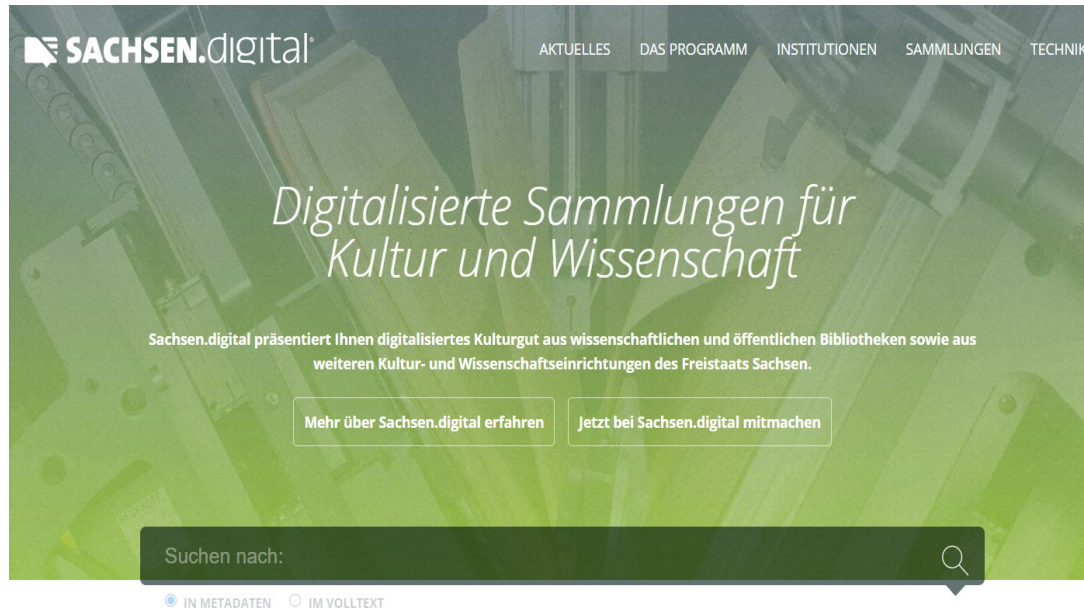 SACHSEN.digital®
AKTUELLES DAS PROGRAMM INSTITUTIONEN SAMMLUNGEN TECHNIK
Digitalisierte Sammlungen für
Kultur und Wissenschaft
Sachsen.digital präsentiert Ihnen digitalisiertes Kulturgut aus wissenschaftlichen und öffentlichen Bibliotheken sowie aus
weiteren Kultur- und Wissenschaftseinrichtungen des Freistaats Sachsen.
Mehr über Sachsen.digital erfahren Jetzt bei Sachsen.digital mitmachen
Suchen nach:
IN METADATEN IM VOLLTEXT